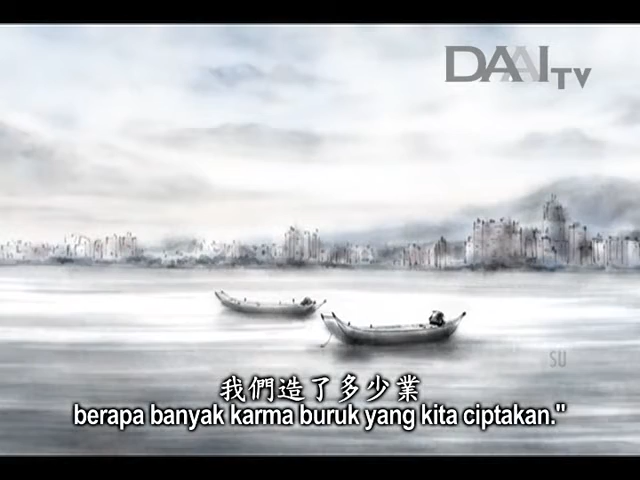 DAAI TV
SU
我們造了多少業
berapa banyak karma buruk yang kita ciptakan."